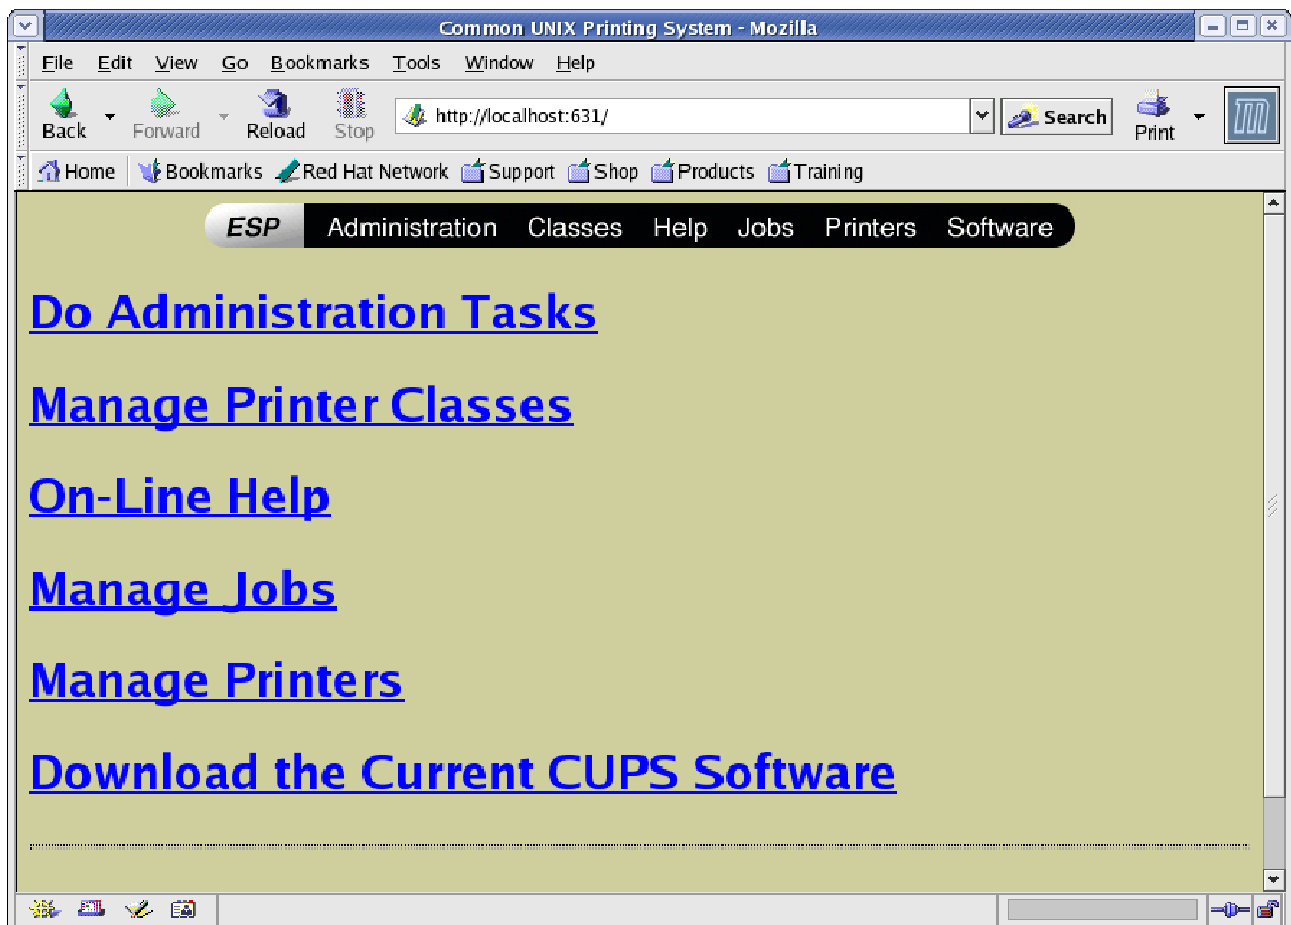 Common UNIX Printing System - Mozilla
File Edit View Go Bookmarks Tools Window Help
Back Forward Reload Stop http://localhost:631/ Search Print
Home Bookmarks Red Hat Network Support Shop Products Training
ESP Administration Classes Help Jobs Printers Software
Do Administration Tasks
Manage Printer Classes
On-Line Help
Manage Jobs
Manage Printers
Download the Current CUPS Software